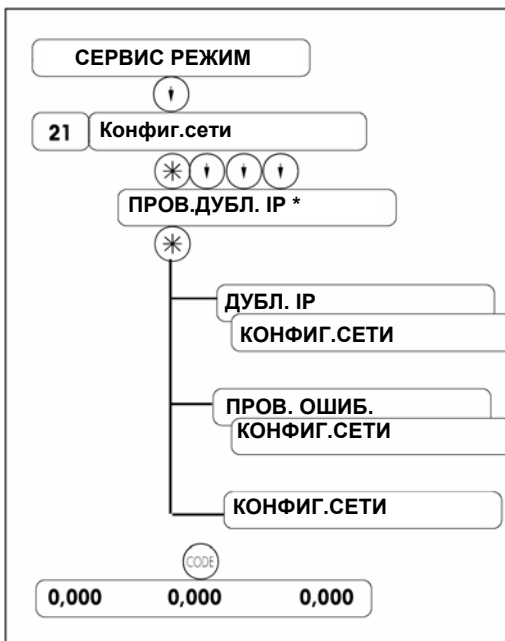 СЕРВИС РЕЖИМ
21 Конфиг.сети
ПРОВ.ДУБЛ. IP *
ДУБЛ. IP
КОНФИГ.СЕТИ
ПРОВ. ОШИБ.
КОНФИГ.СЕТИ
КОНФИГ.СЕТИ
CODE
0,000 0,000 0,000